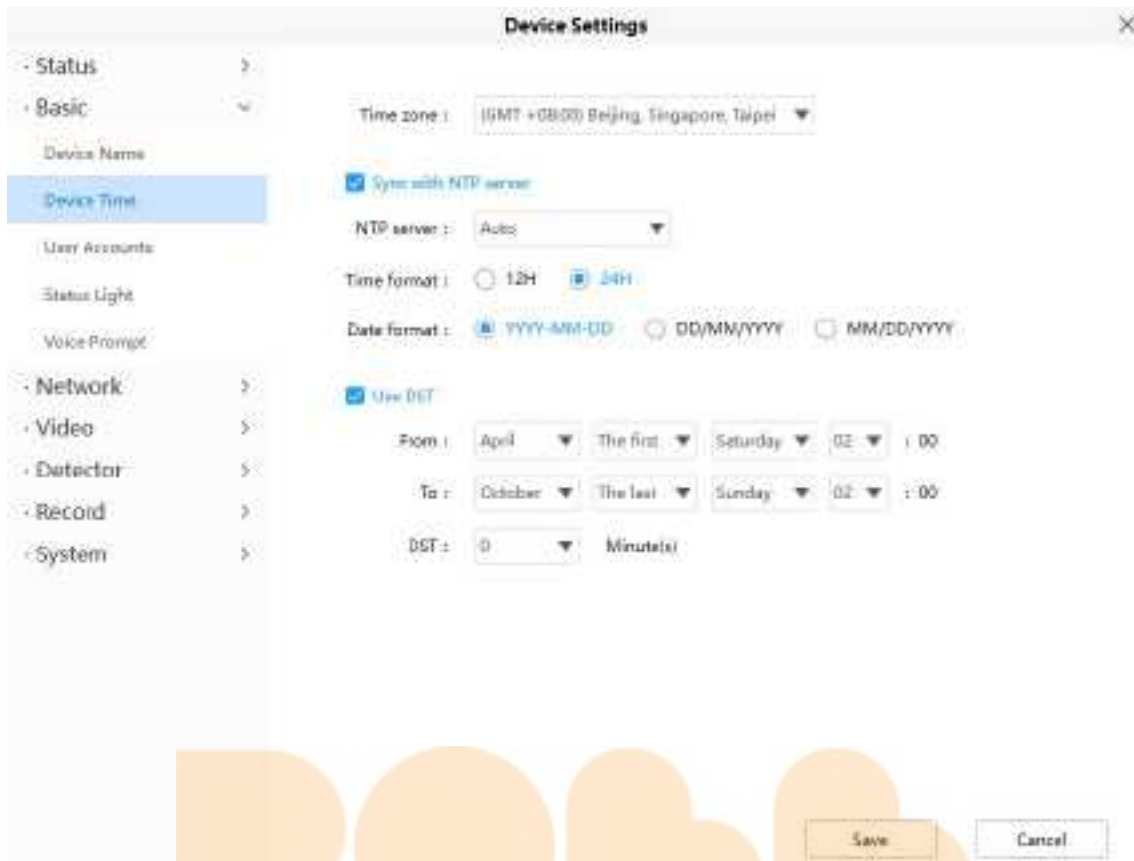 Device Settings
Status
Basic
Device Name
Device Time
User Accounts
Status Light
Voice Prompt
Network
Video
Detector
Record
System
Time zone : (GMT +08:00) Beijing, Singapore, Taipei
Sync with NTP server
NTP server : Auto
Time format : 12H 24H
Date format : YYYY-MM-DD DD/MM/YYYY MM/DD/YYYY
Use DST
From : April The first Saturday 02 : 00
To : October The last Sunday 02 : 00
DST : 0 Minute(s)
Save Cancel